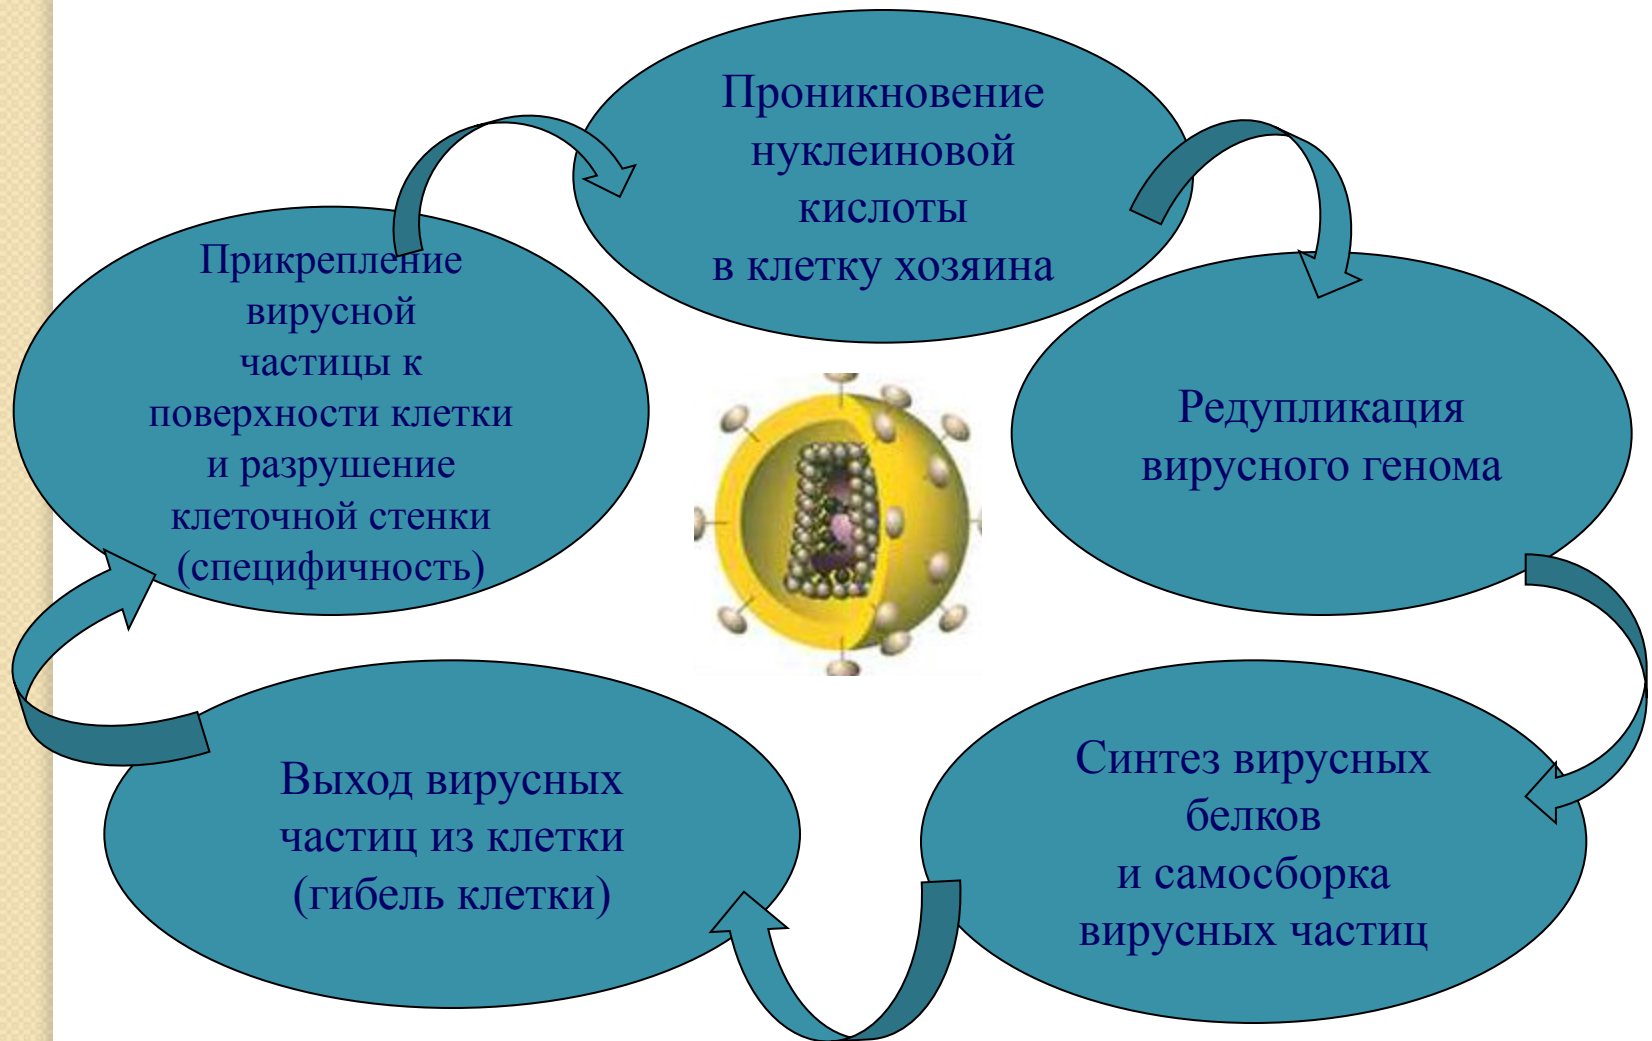 Проникновение
нуклеиновой
кислоты
в клетку хозяина
Прикрепление
вирусной
частицы к
поверхности клетки
и разрушение
клеточной стенки
(специфичность)
Редупликация
вирусного генома
Выход вирусных
частиц из клетки
(гибель клетки)
Синтез вирусных
белков
и самосборка
вирусных частиц